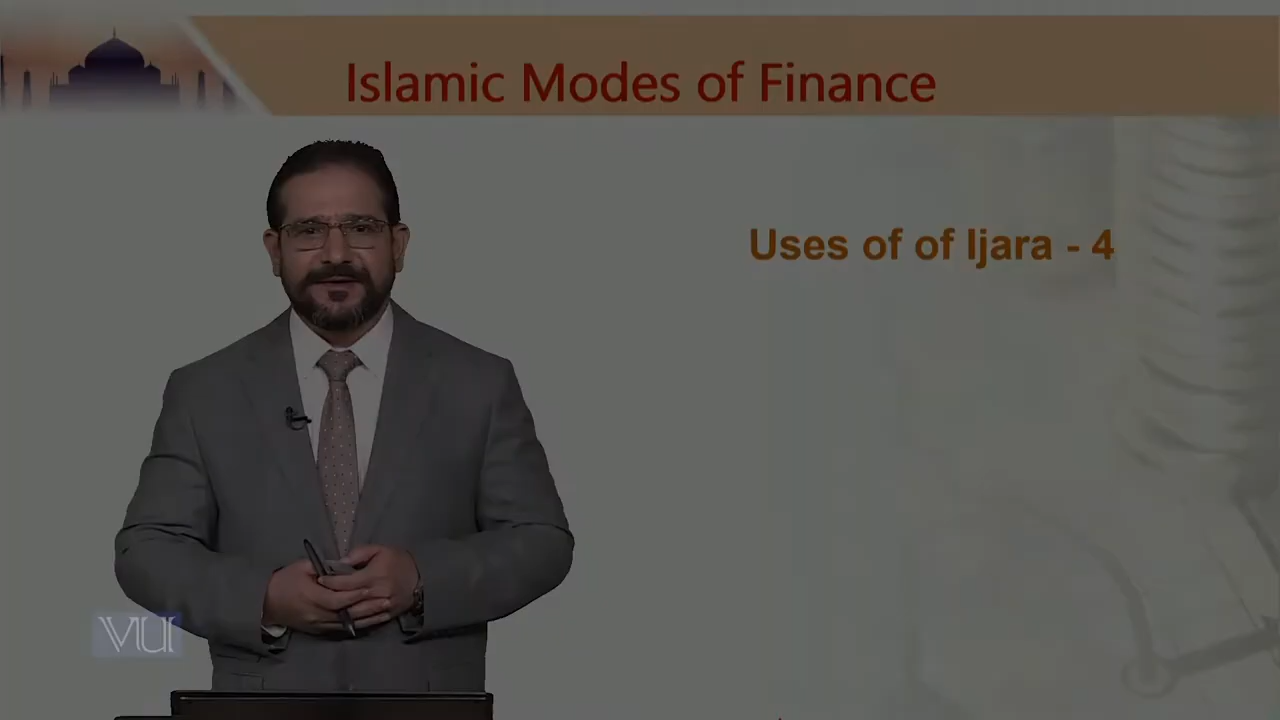 Islamic Modes of Finance
Uses of of Ijara - 4
VU